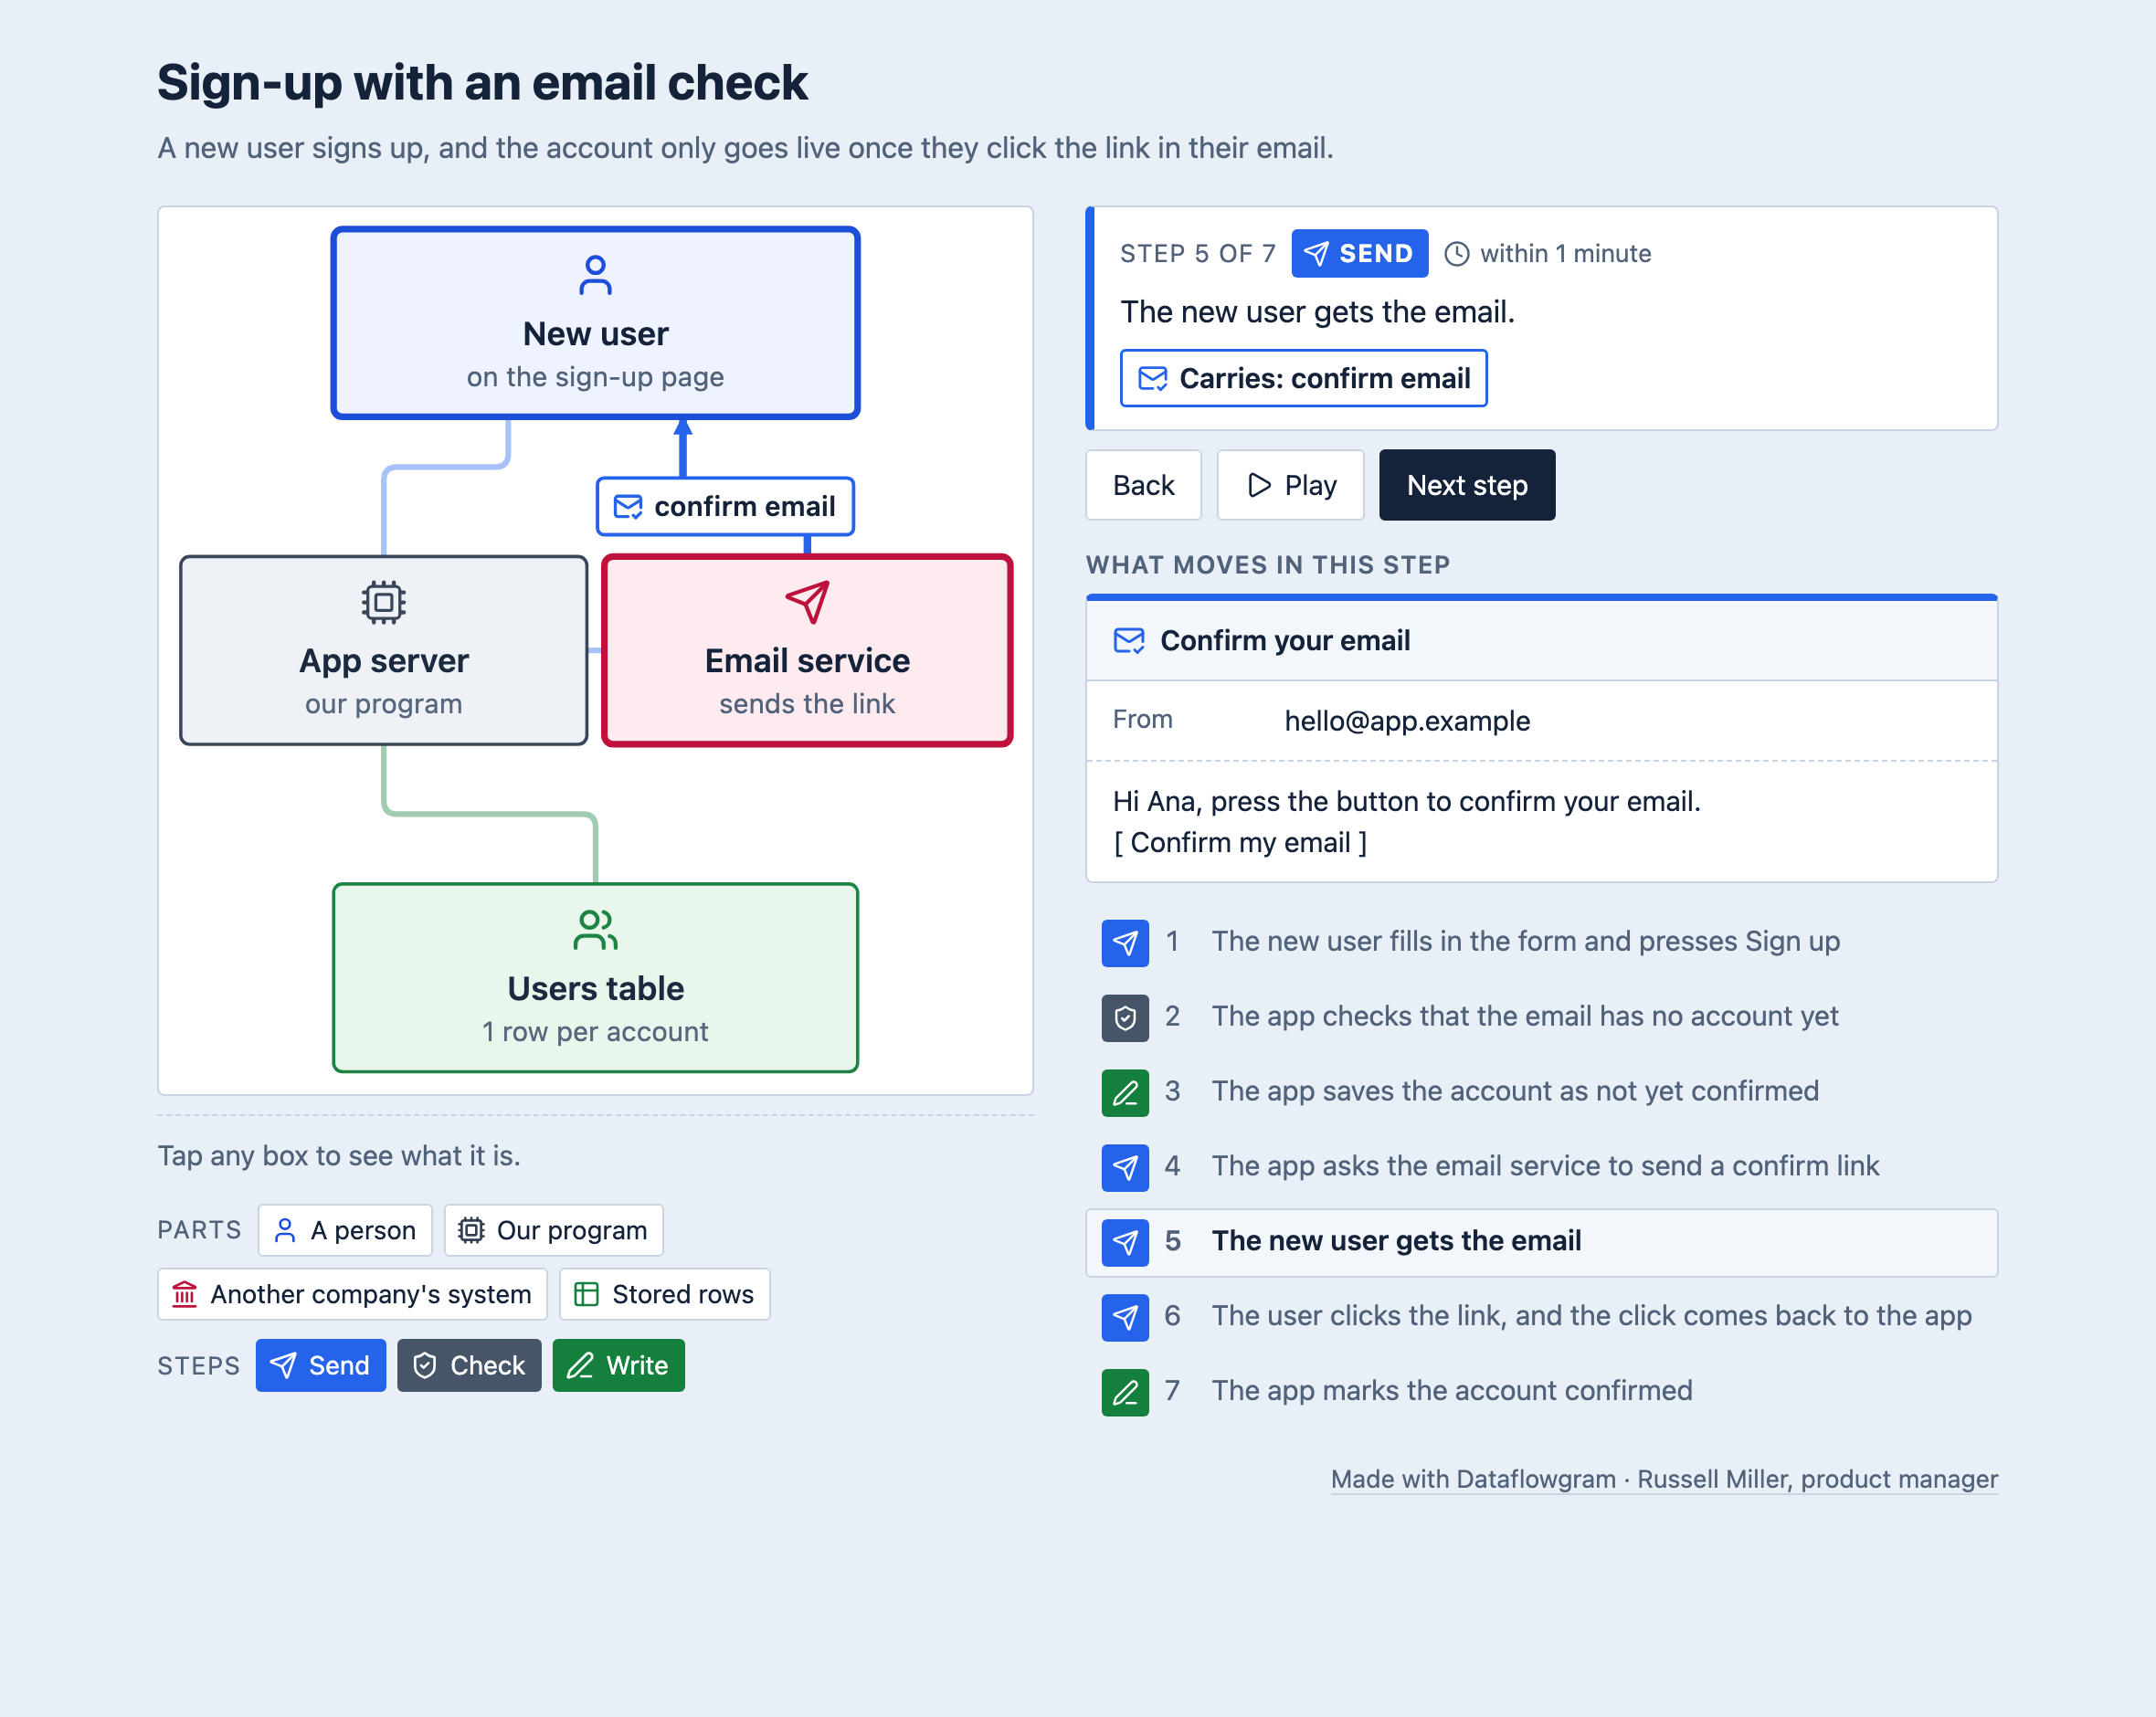 Sign-up with an email check
A new user signs up, and the account only goes live once they click the link in their email.
New user
on the sign-up page
confirm email
App server
our program
Email service
sends the link
Users table
1 row per account
Tap any box to see what it is.
PARTS
A person
Our program
Another company's system
Stored rows
STEPS
Send
Check
Write
STEP 5 OF 7
SEND
within 1 minute
The new user gets the email.
Carries: confirm email
Back
Play
Next step
WHAT MOVES IN THIS STEP
Confirm your email
From hello@app.example
Hi Ana, press the button to confirm your email.
[ Confirm my email ]
1 The new user fills in the form and presses Sign up
2 The app checks that the email has no account yet
3 The app saves the account as not yet confirmed
4 The app asks the email service to send a confirm link
5 The new user gets the email
6 The user clicks the link, and the click comes back to the app
7 The app marks the account confirmed
Made with Dataflowgram · Russell Miller, product manager